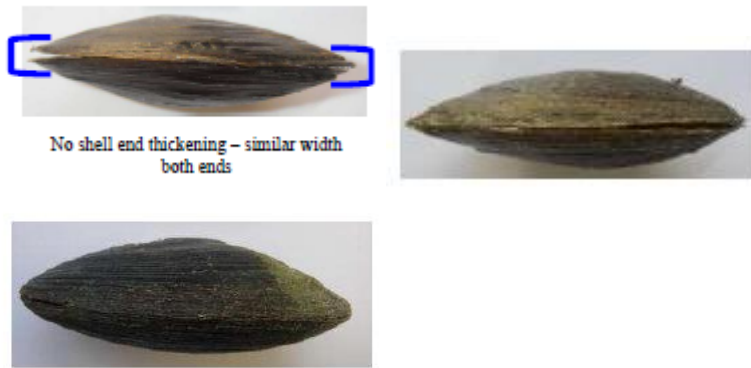 No shell end thickening – similar width
both ends